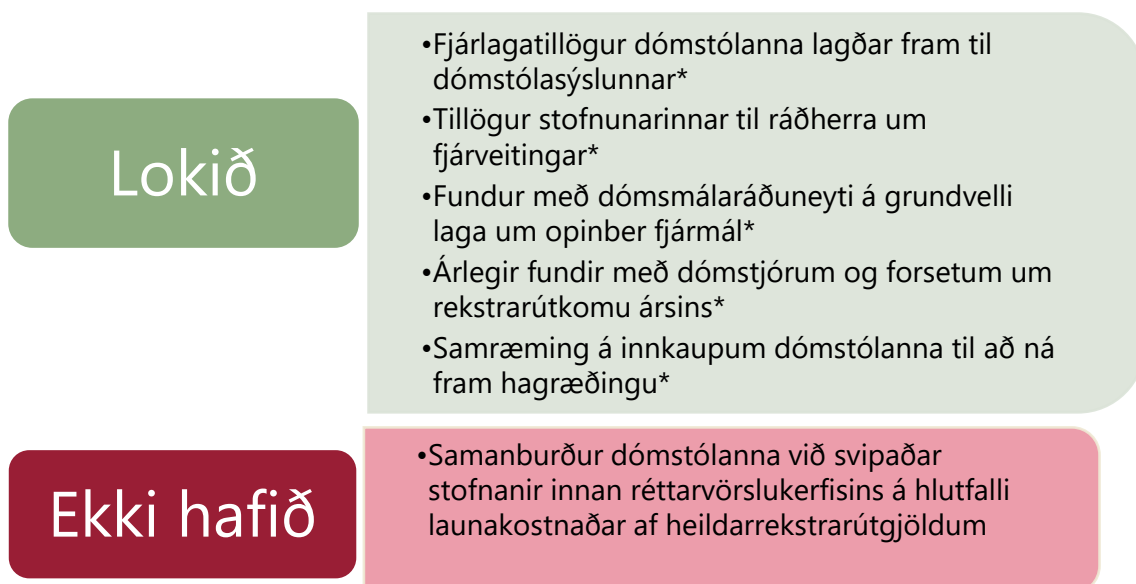 Lokið
•Fjárlagatillögur dómstólanna lagðar fram til
dómstólasýslunnar*
•Tillögur stofnunarinnar til ráðherra um
fjárveitingar*
•Fundur með dómsmálaráðuneyti á grundvelli
laga um opinber fjármál*
•Árlegir fundir með dómstjórum og forsetum um
rekstrarútkomu ársins*
•Samræming á innkaupum dómstólanna til að ná
fram hagræðingu*
Ekki hafið
•Samanburður dómstólanna við svipaðar
stofnanir innan réttarvörslukerfisins á hlutfalli
launakostnaðar af heildarrekstrarútgjöldum